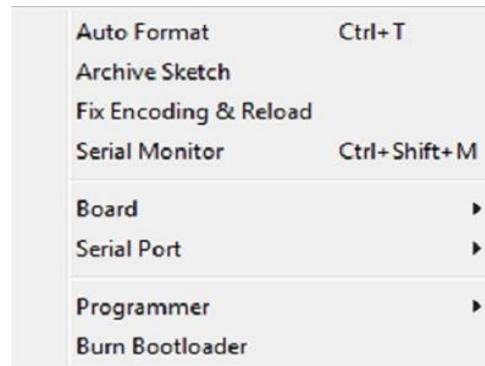 Auto Format Ctrl+T
Archive Sketch
Fix Encoding & Reload
Serial Monitor Ctrl+Shift+M
Board
Serial Port
Programmer
Burn Bootloader